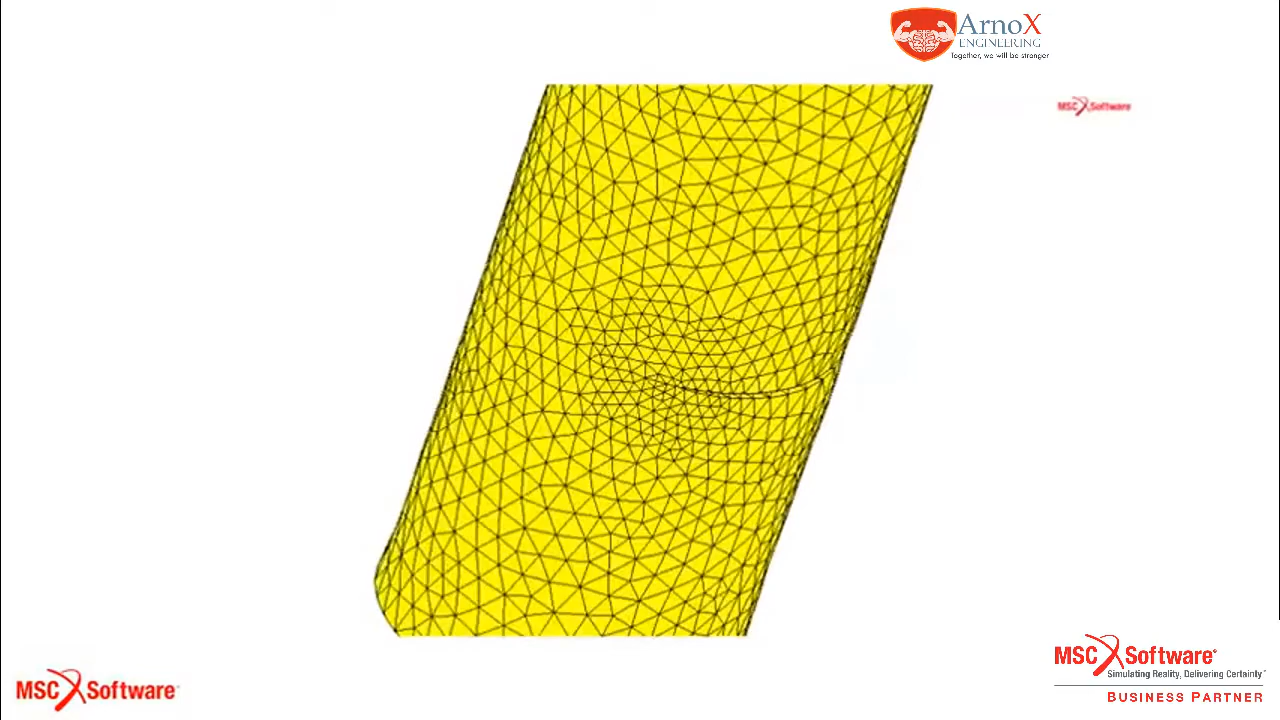 ArnoX
ENGINEERING
together, we will be stronger
MSC Software
MSC Software
MSC Software
Simulating Reality, Delivering Certainty
BUSINESS PARTNER